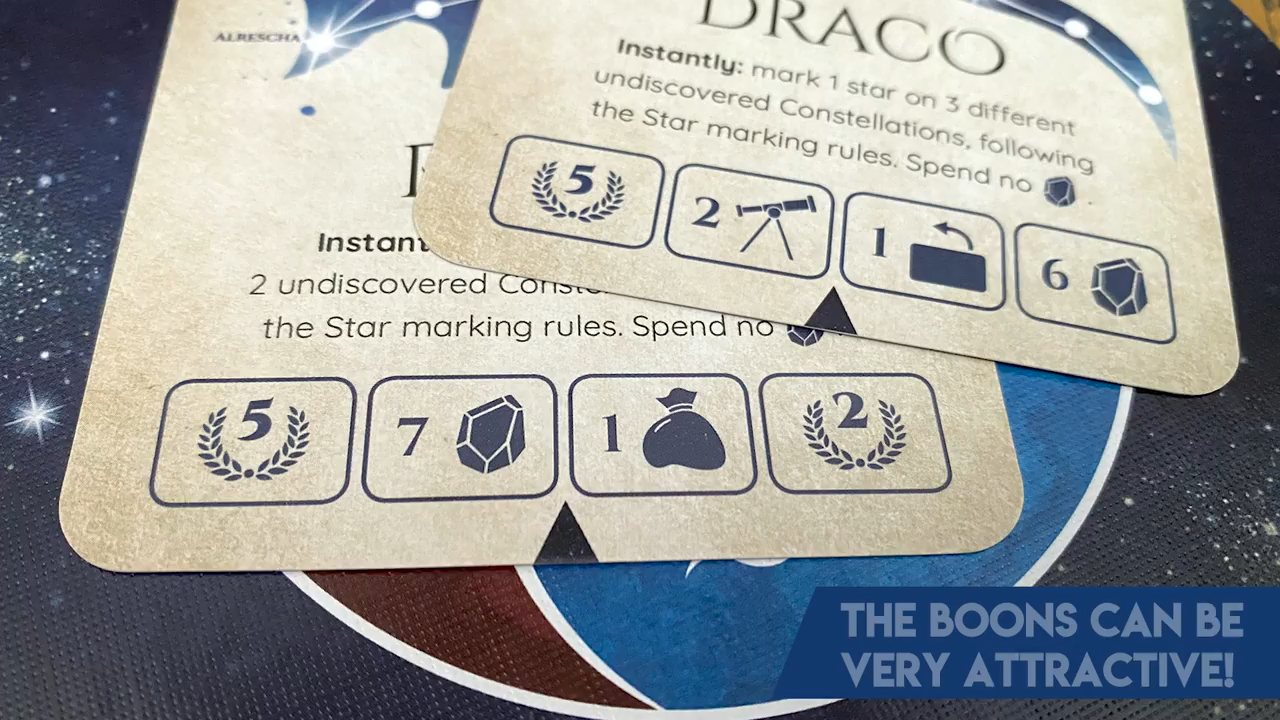 ALRESCHA
DRACO
Instantly: mark 1 star on 3 different
undiscovered Constellations, following
the Star marking rules. Spend no
5
2
1
6
Instant
2 undiscovered Conste
the Star marking rules. Spend no
5
7
1
2
THE BOONS CAN BE
VERY ATTRACTIVE!